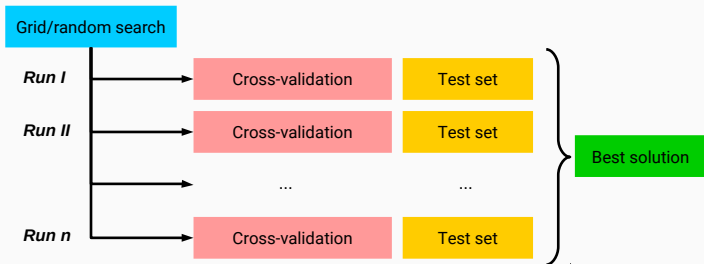 Grid/random search
Run I
Cross-validation
Test set
Run II
Cross-validation
Test set
Best solution
...
...
Run n
Cross-validation
Test set